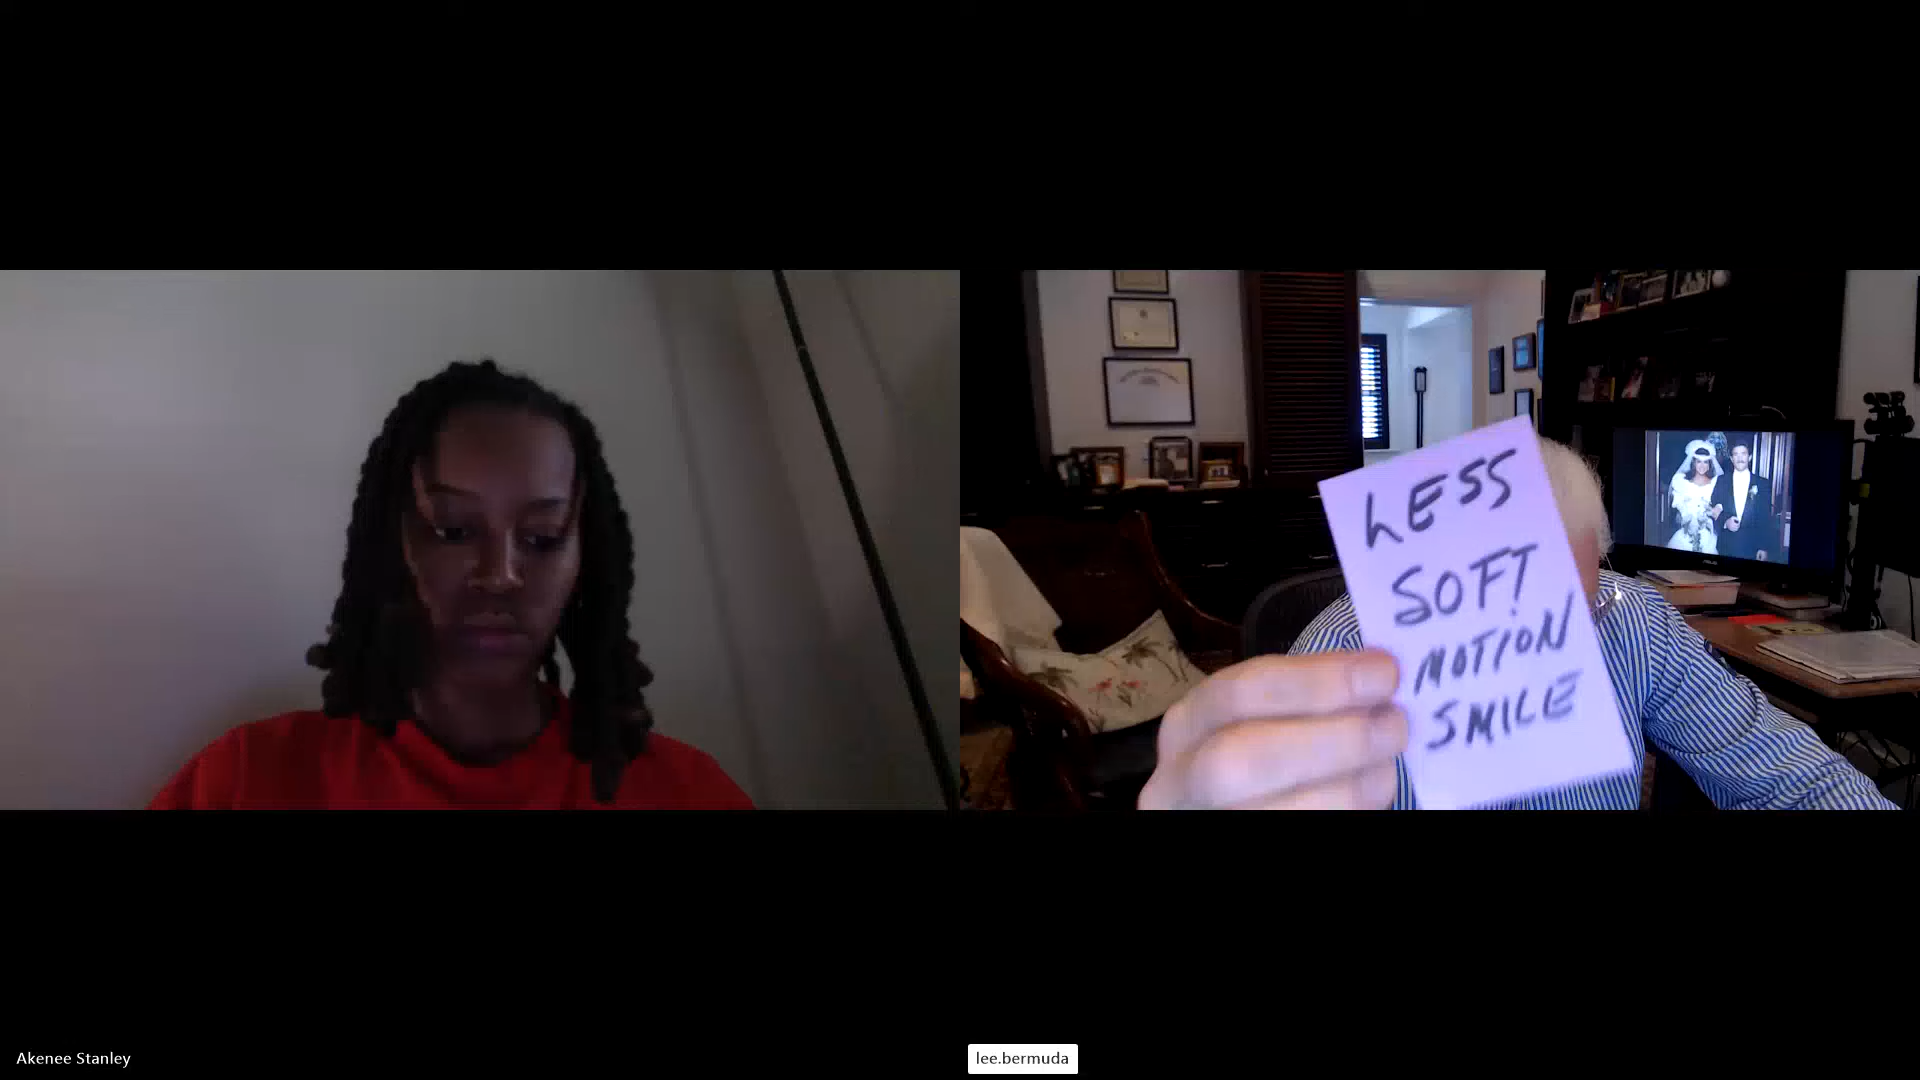 LESS
SOFT
MOTION
SMILE
Akenee Stanley
lee.bermuda